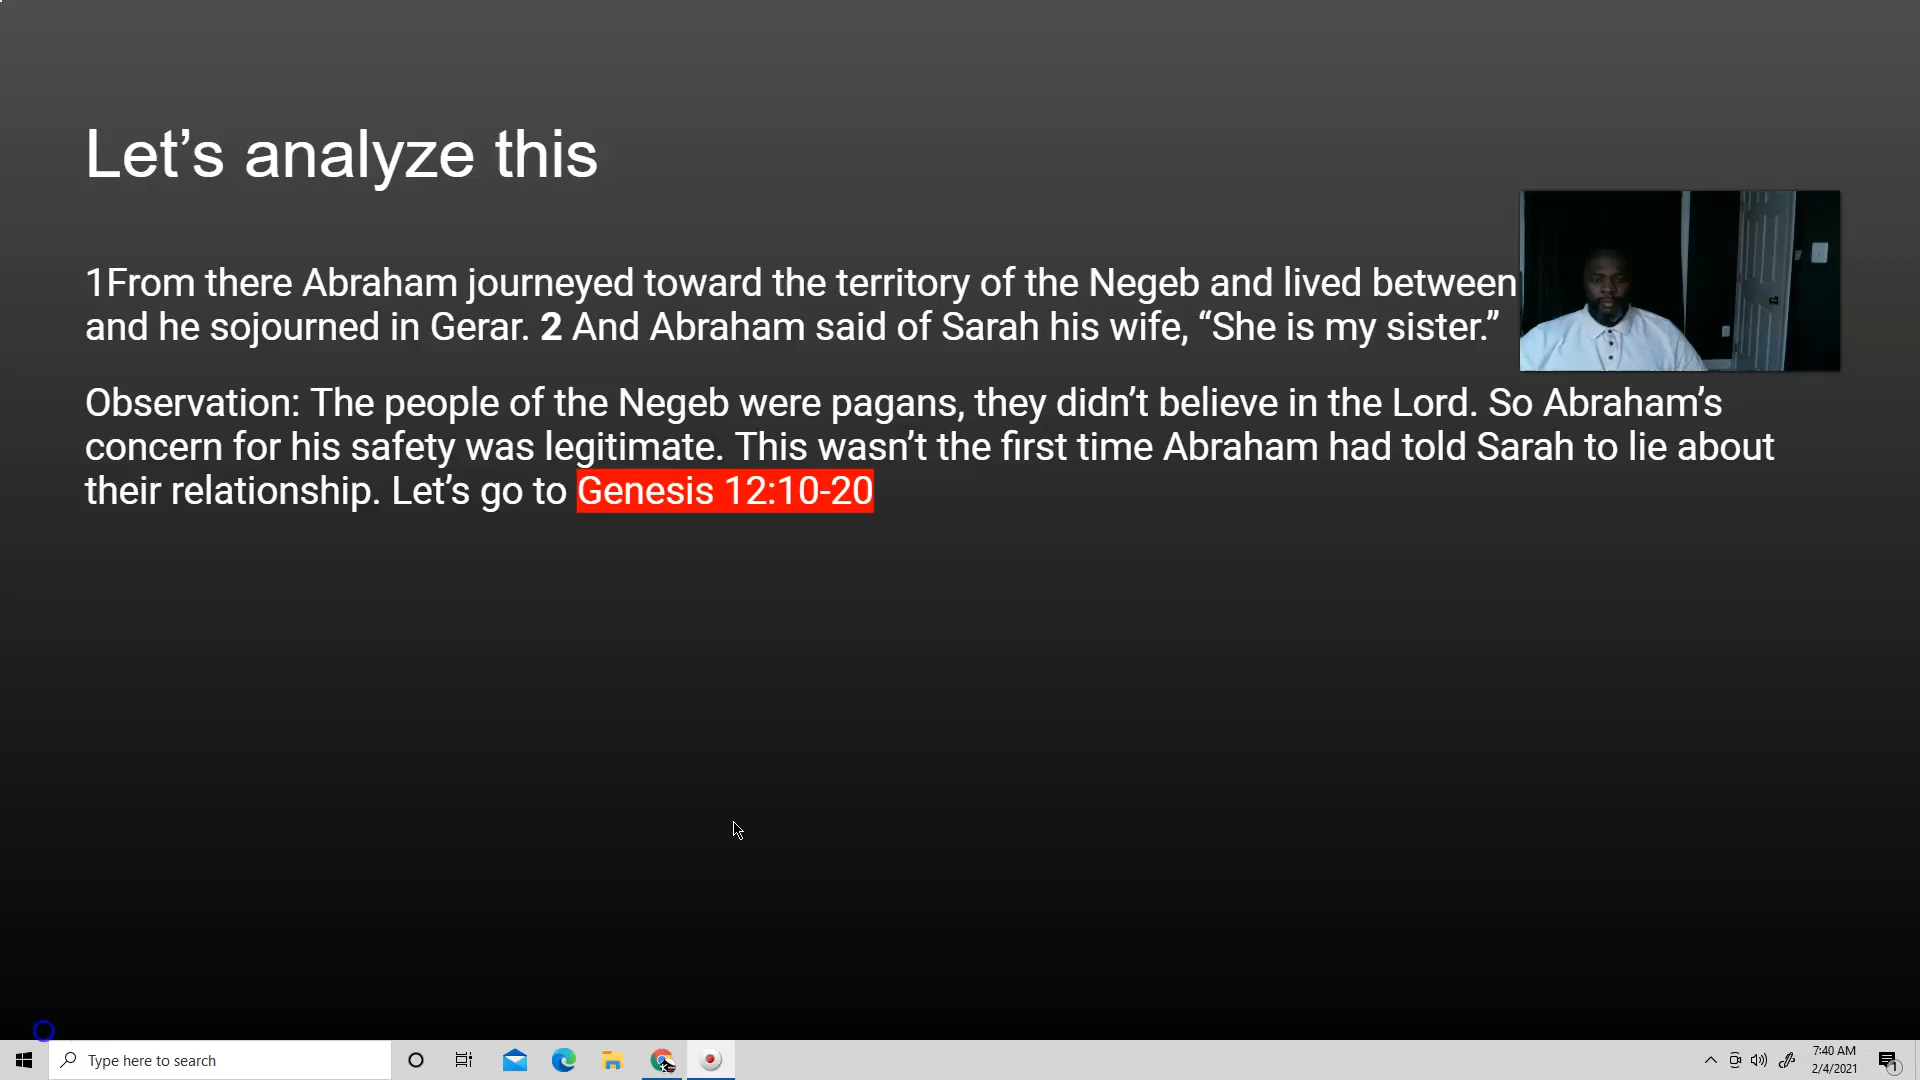 Let’s analyze this
1From there Abraham journeyed toward the territory of the Negeb and lived between
and he sojourned in Gerar. 2 And Abraham said of Sarah his wife, “She is my sister.”
Observation: The people of the Negeb were pagans, they didn’t believe in the Lord. So Abraham’s
concern for his safety was legitimate. This wasn’t the first time Abraham had told Sarah to lie about
their relationship. Let’s go to Genesis 12:10-20
Type here to search
7:40 AM
2/4/2021
1